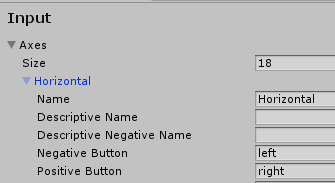 Input
Axes
Size 18
Horizontal
Name Horizontal
Descriptive Name
Descriptive Negative Name
Negative Button left
Positive Button right